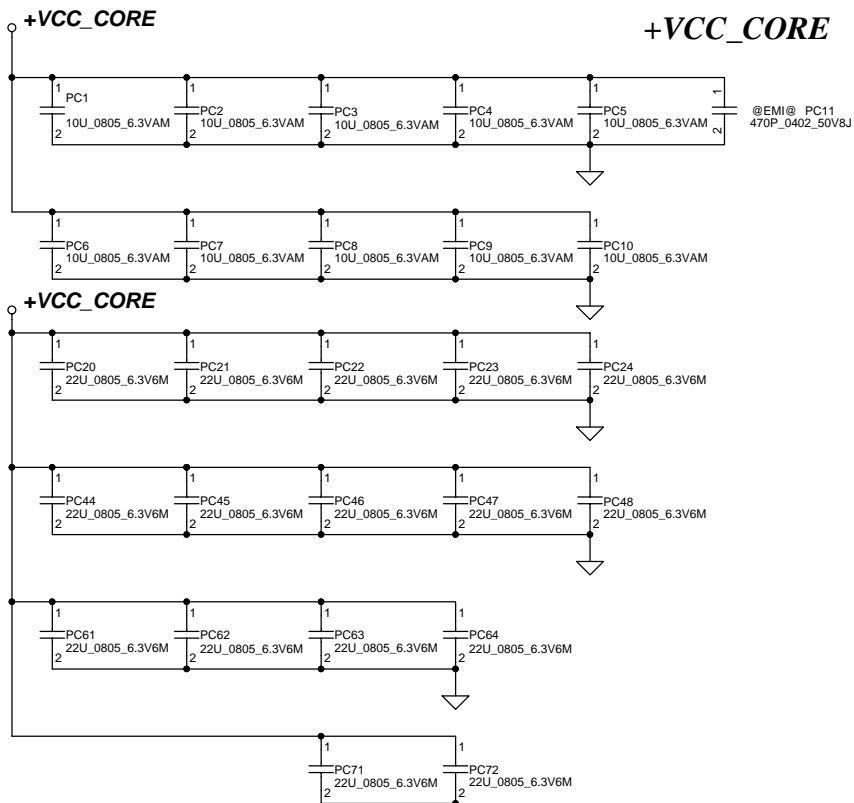 +VCC_CORE
+VCC_CORE
1 1 1 1 1 1
PC1 PC2 PC3 PC4 PC5 @EMI@ PC11
10U_0805_6.3VAM 10U_0805_6.3VAM 10U_0805_6.3VAM 10U_0805_6.3VAM 10U_0805_6.3VAM 470P_0402_50V8J
2 2 2 2 2 2
1 1 1 1 1
PC6 PC7 PC8 PC9 PC10
10U_0805_6.3VAM 10U_0805_6.3VAM 10U_0805_6.3VAM 10U_0805_6.3VAM 10U_0805_6.3VAM
2 2 2 2 2
+VCC_CORE
1 1 1 1 1
PC20 PC21 PC22 PC23 PC24
22U_0805_6.3V6M 22U_0805_6.3V6M 22U_0805_6.3V6M 22U_0805_6.3V6M 22U_0805_6.3V6M
2 2 2 2 2
1 1 1 1 1
PC44 PC45 PC46 PC47 PC48
22U_0805_6.3V6M 22U_0805_6.3V6M 22U_0805_6.3V6M 22U_0805_6.3V6M 22U_0805_6.3V6M
2 2 2 2 2
1 1 1 1
PC61 PC62 PC63 PC64
22U_0805_6.3V6M 22U_0805_6.3V6M 22U_0805_6.3V6M 22U_0805_6.3V6M
2 2 2 2
1 1
PC71 PC72
22U_0805_6.3V6M 22U_0805_6.3V6M
2 2